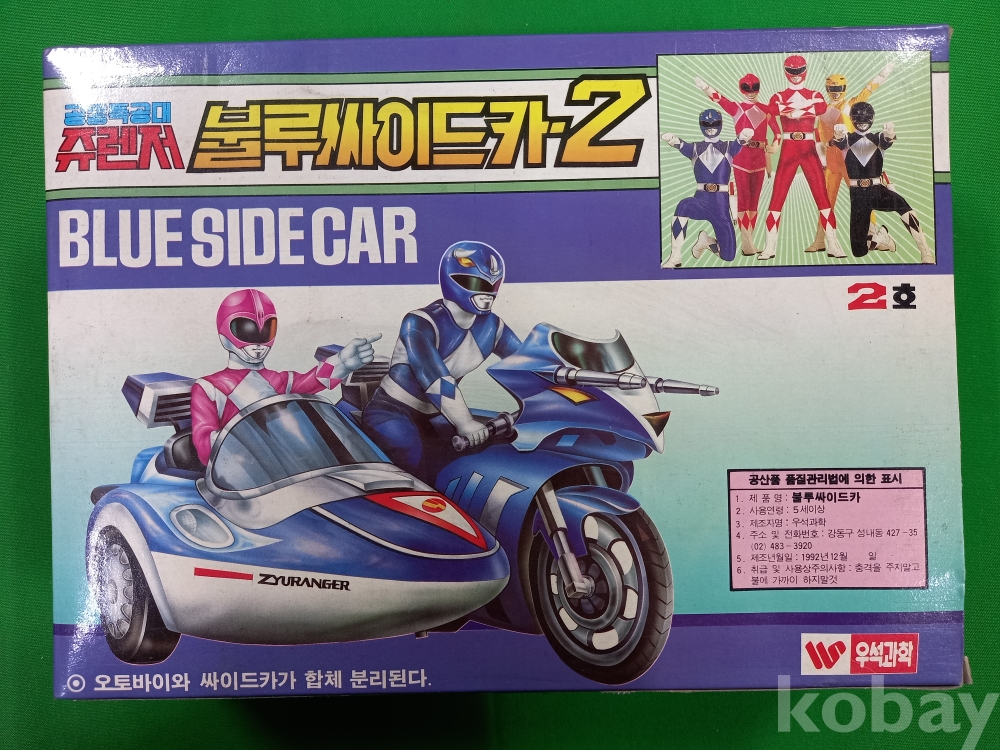 공룡특공대
쥬렌저
불루싸이드카-2
BLUE SIDE CAR
2호
공산품 품질관리법에 의한 표시
1. 제 품 명 : 불루싸이드카
2. 사용연령 : 5세이상
3. 제조자명 : 우석과학
4. 주소 및 전화번호 : 강동구 성내동 427-35
(02) 483-3920
5. 제조년월일 : 1992년12월 일
6. 취급 및 사용상주의사항 : 충격을 주지말고
불에 가까이 하지말것
ZYURANGER
우석과학
⊙ 오토바이와 싸이드카가 합체 분리된다.
kobay